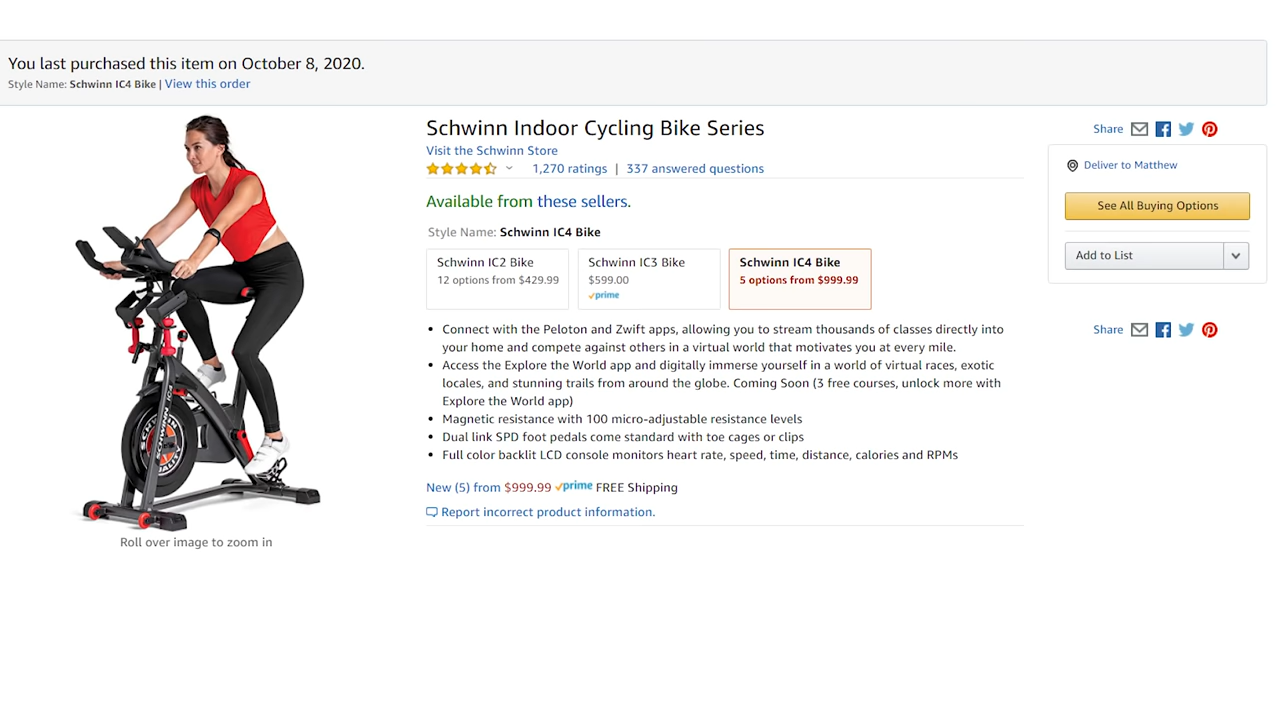 You last purchased this item on October 8, 2020.
Style Name: Schwinn IC4 Bike | View this order
Schwinn Indoor Cycling Bike Series
Visit the Schwinn Store
1,270 ratings | 337 answered questions
Available from these sellers.
Style Name: Schwinn IC4 Bike
Schwinn IC2 Bike
12 options from $429.99
Schwinn IC3 Bike
$599.00
prime
Schwinn IC4 Bike
5 options from $999.99
• Connect with the Peloton and Zwift apps, allowing you to stream thousands of classes directly into
your home and compete against others in a virtual world that motivates you at every mile.
• Access the Explore the World app and digitally immerse yourself in a world of virtual races, exotic
locales, and stunning trails from around the globe. Coming Soon (3 free courses, unlock more with
Explore the World app)
• Magnetic resistance with 100 micro-adjustable resistance levels
• Dual link SPD foot pedals come standard with toe cages or clips
• Full color backlit LCD console monitors heart rate, speed, time, distance, calories and RPMs
New (5) from $999.99 prime FREE Shipping
Report incorrect product information.
Share
Deliver to Matthew
See All Buying Options
Add to List
Share
SCHWINN
QUALITY
Roll over image to zoom in